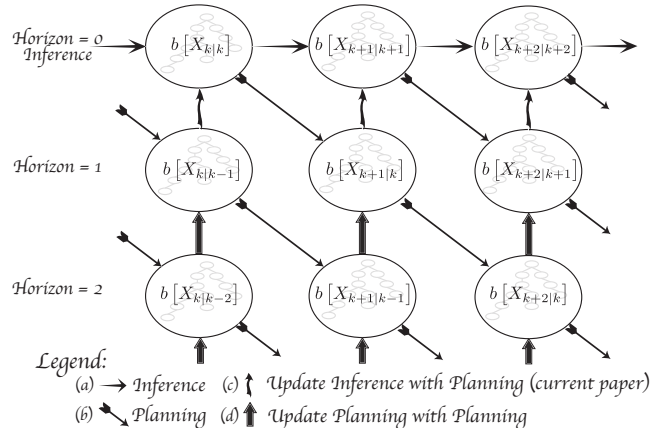 Horizon = 0
Inference
b [X_{k|k}]
b [X_{k+1|k+1}]
b [X_{k+2|k+2}]
Horizon = 1
b [X_{k|k−1}]
b [X_{k+1|k}]
b [X_{k+2|k+1}]
Horizon = 2
b [X_{k|k−2}]
b [X_{k+1|k−1}]
b [X_{k+2|k}]
Legend:
(a) Inference (c) Update Inference with Planning (current paper)
(b) Planning (d) Update Planning with Planning